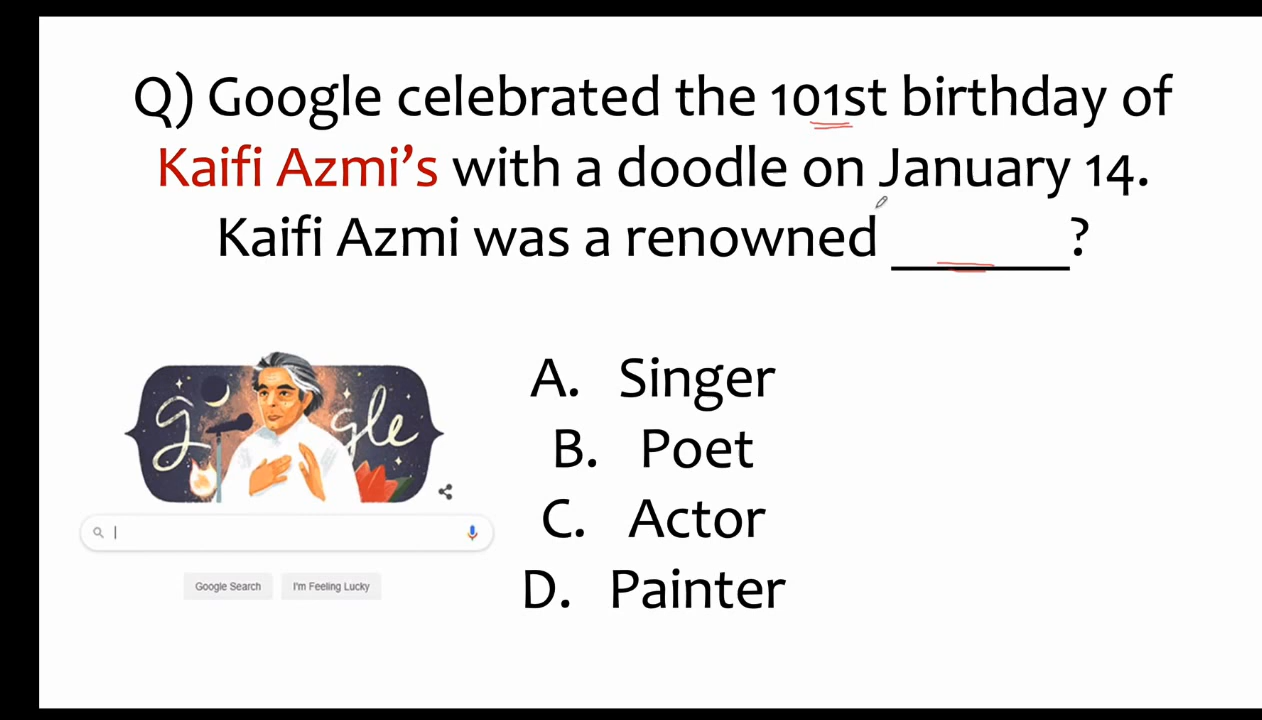 Q) Google celebrated the 101st birthday of
Kaifi Azmi's with a doodle on January 14.
Kaifi Azmi was a renowned ______?
A. Singer
B. Poet
C. Actor
D. Painter
g gle
Google Search I'm Feeling Lucky